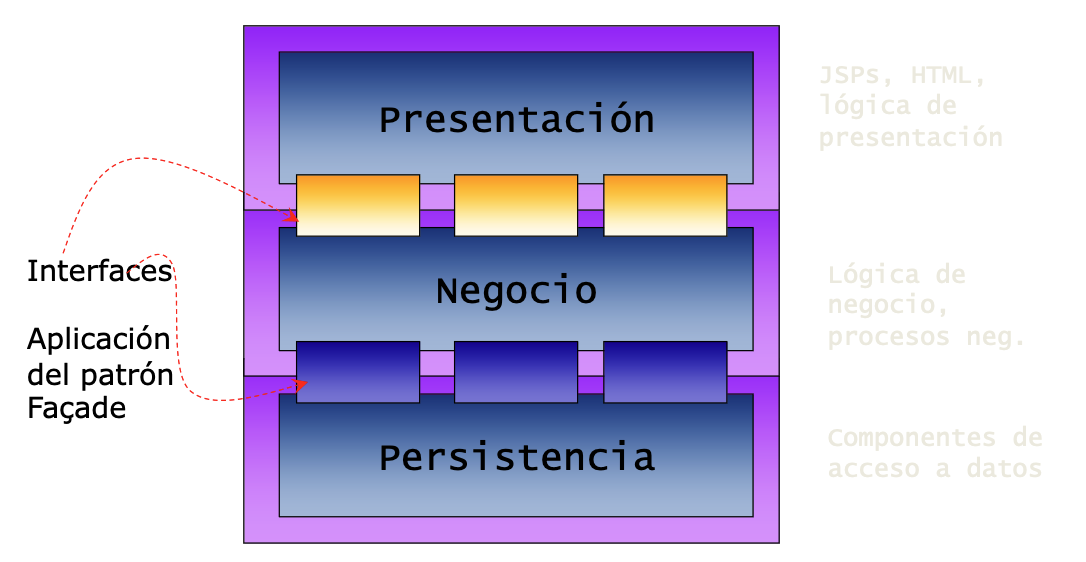 Presentación
JSPs, HTML,
lógica de
presentación
Interfaces
Aplicación
del patrón
Façade
Negocio
Lógica de
negocio,
procesos neg.
Persistencia
Componentes de
acceso a datos